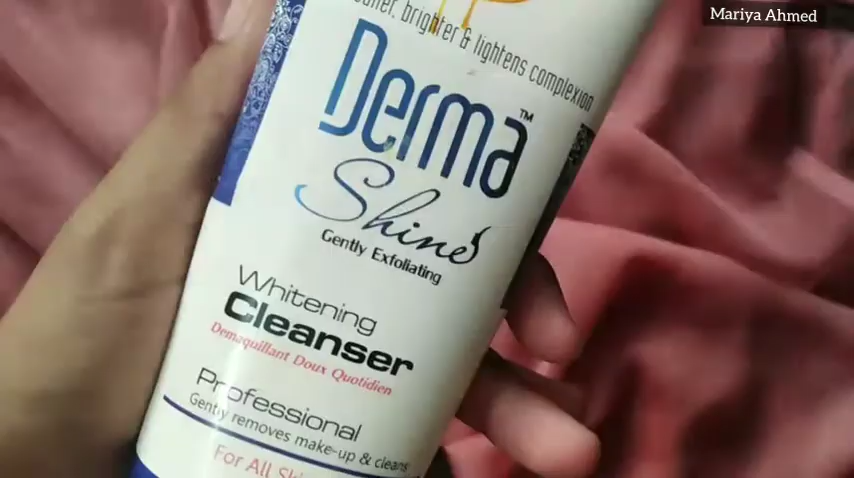 Mariya Ahmed
brighter & lightens complexion
Derma™
Shine
Gently Exfoliating
Whitening
Cleanser
Demaquillant Doux Quotidien
Professional
Gently removes make-up & cleans
For All